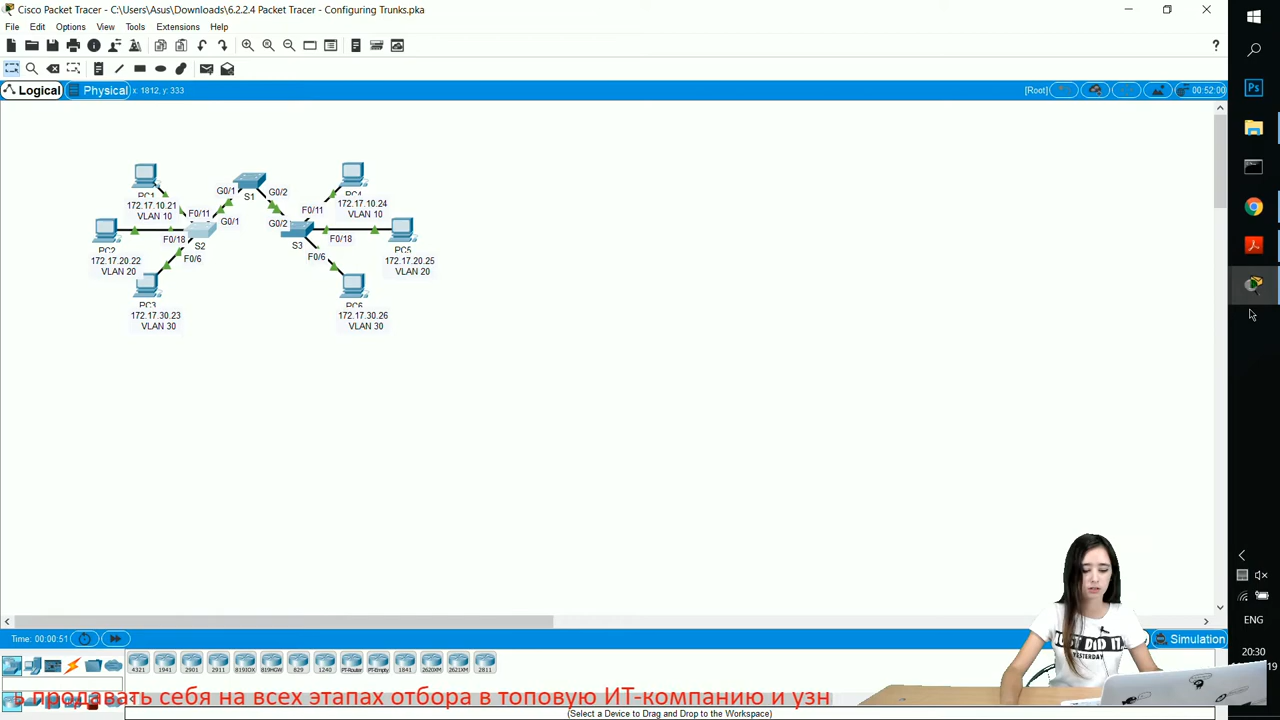 Cisco Packet Tracer - C:\Users\Asus\Downloads\6.2.2.4 Packet Tracer - Configuring Trunks.pka
File Edit Options View Tools Extensions Help
Logical Physical x: 1812, y: 333 [Root] 00:52:00
Ps
PC1
172.17.10.21
VLAN 10
PC2
172.17.20.22
VLAN 20
PC3
172.17.30.23
VLAN 30
F0/11
F0/18
F0/6
S2
G0/1
G0/1
S1
G0/2
G0/2
S3
F0/11
F0/18
F0/6
PC4
172.17.10.24
VLAN 10
PC5
172.17.20.25
VLAN 20
PC6
172.17.30.26
VLAN 30
JUST DID IT
YESTERDAY
Time: 00:00:51
Simulation
4321 1941 2901 2911 819IOX 819HGW 829 1240 PT-Router PT-Empty 1841 2620XM 2621XM 2811
ь продавать себя на всех этапах отбора в топовую ИТ-компанию и узн
(Select a Device to Drag and Drop to the Workspace)
ENG
20:30